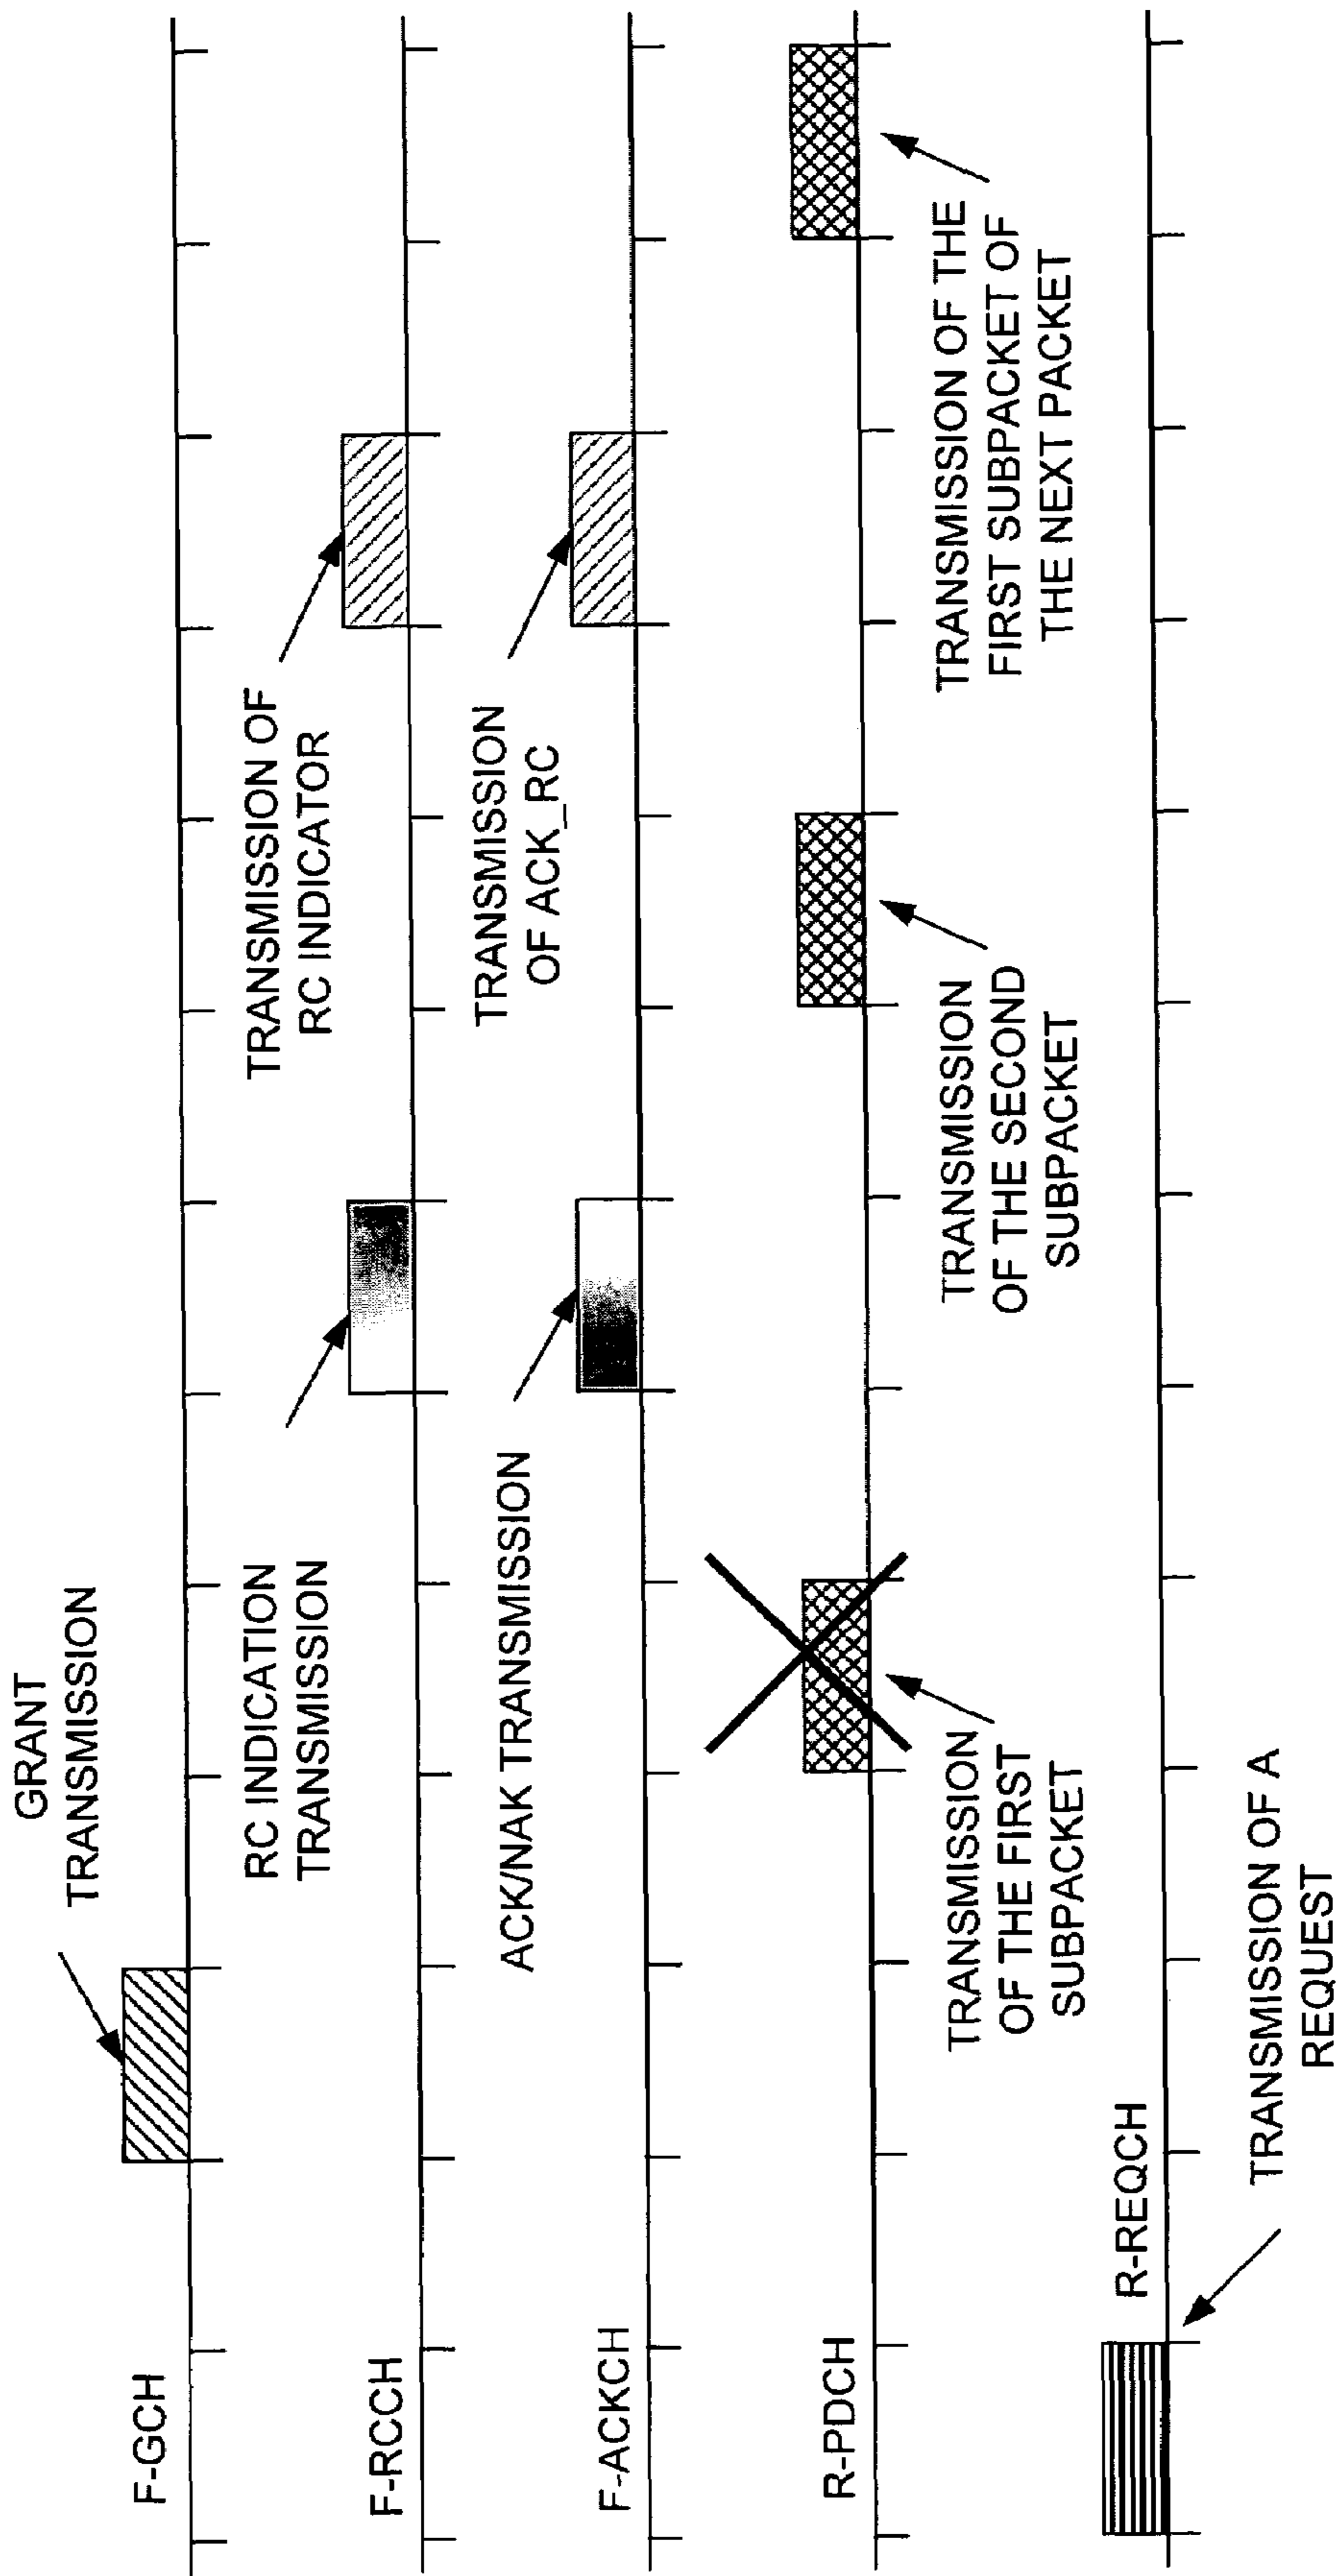 GRANT
TRANSMISSION
F-GCH
TRANSMISSION OF
RC INDICATOR
RC INDICATION
TRANSMISSION
F-RCCH
TRANSMISSION
OF ACK_RC
ACK/NAK TRANSMISSION
F-ACKCH
R-PDCH
TRANSMISSION
OF THE FIRST
SUBPACKET
TRANSMISSION
OF THE SECOND
SUBPACKET
TRANSMISSION OF THE
FIRST SUBPACKET OF
THE NEXT PACKET
R-REQCH
TRANSMISSION OF A
REQUEST